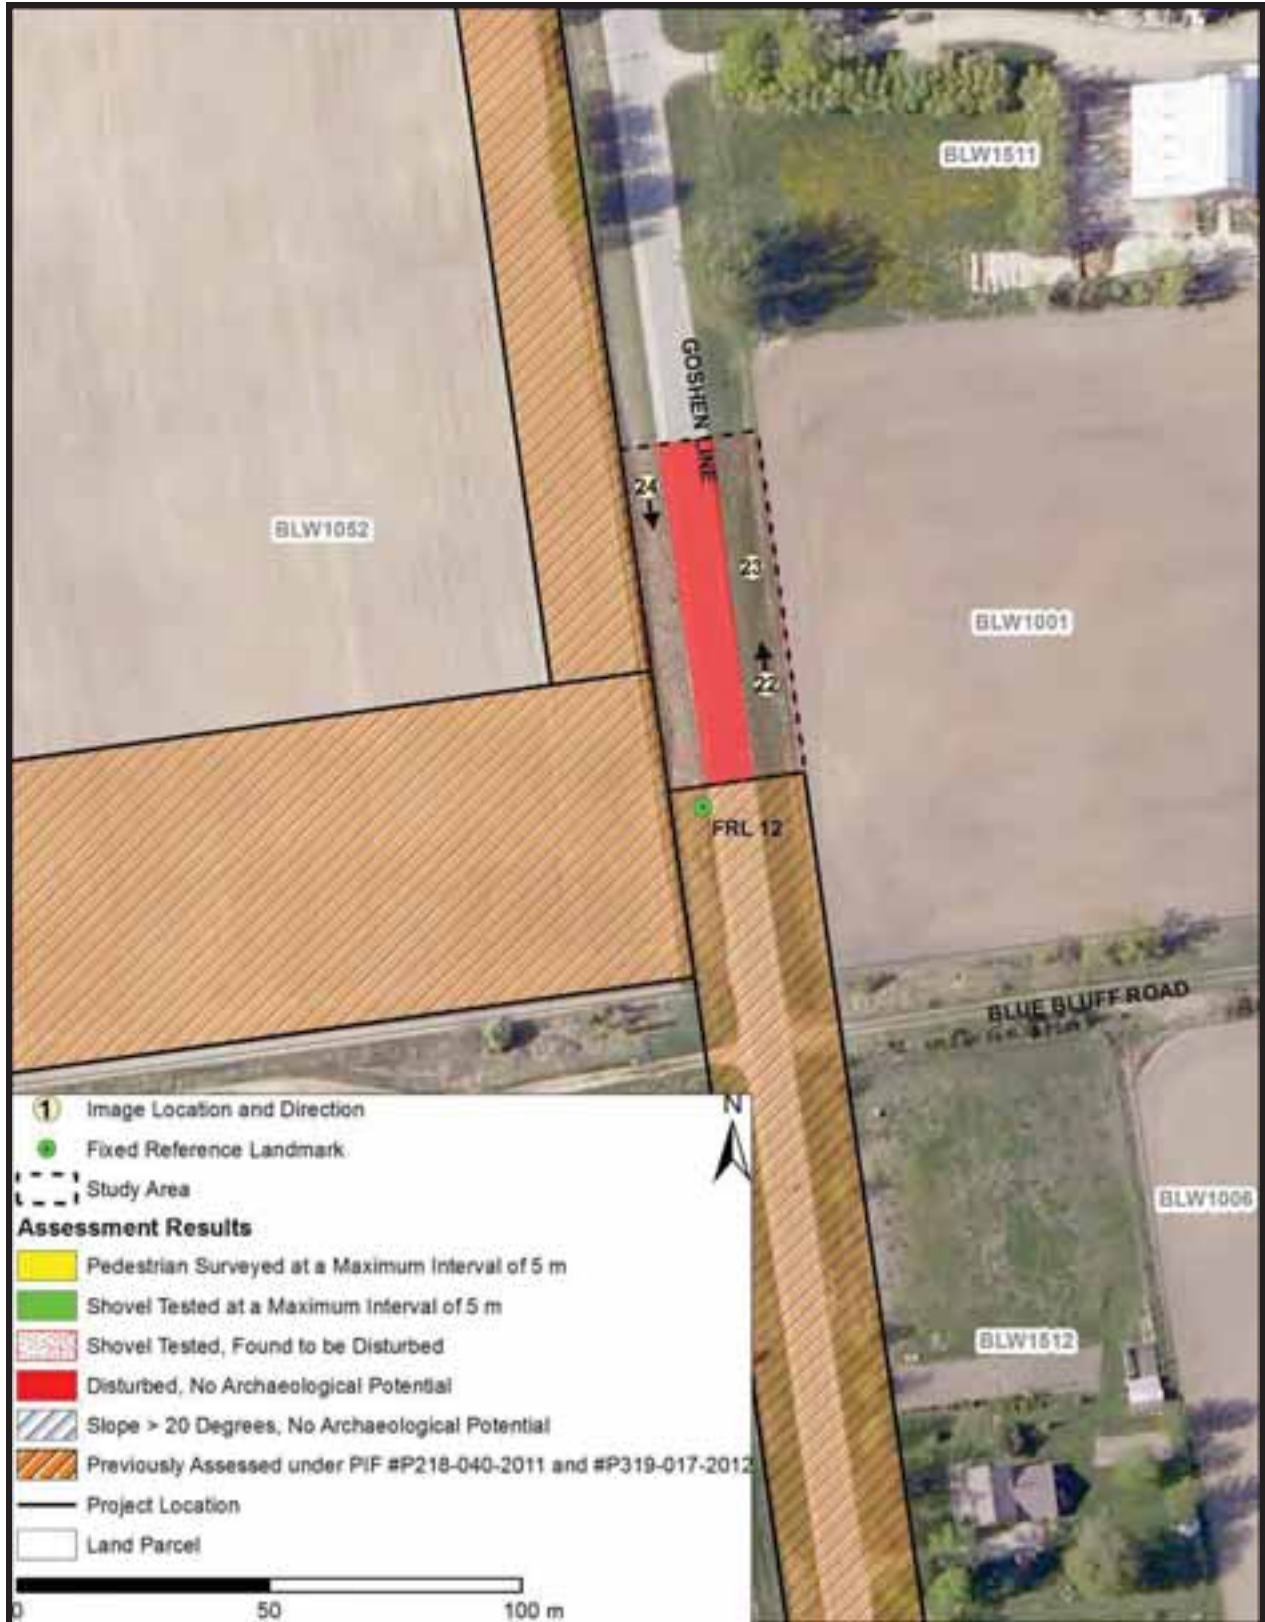 BLW1511
GOSHEN LINE
24
BLW1052
23
BLW1001
22
FRL 12
BLUE BLUFF ROAD
1 Image Location and Direction
N
Fixed Reference Landmark
Study Area
BLW1006
Assessment Results
Pedestrian Surveyed at a Maximum Interval of 5 m
Shovel Tested at a Maximum Interval of 5 m
Shovel Tested, Found to be Disturbed
BLW1512
Disturbed, No Archaeological Potential
Slope > 20 Degrees, No Archaeological Potential
Previously Assessed under PIF #P218-040-2011 and #P319-017-2012
Project Location
Land Parcel
0 50 100 m